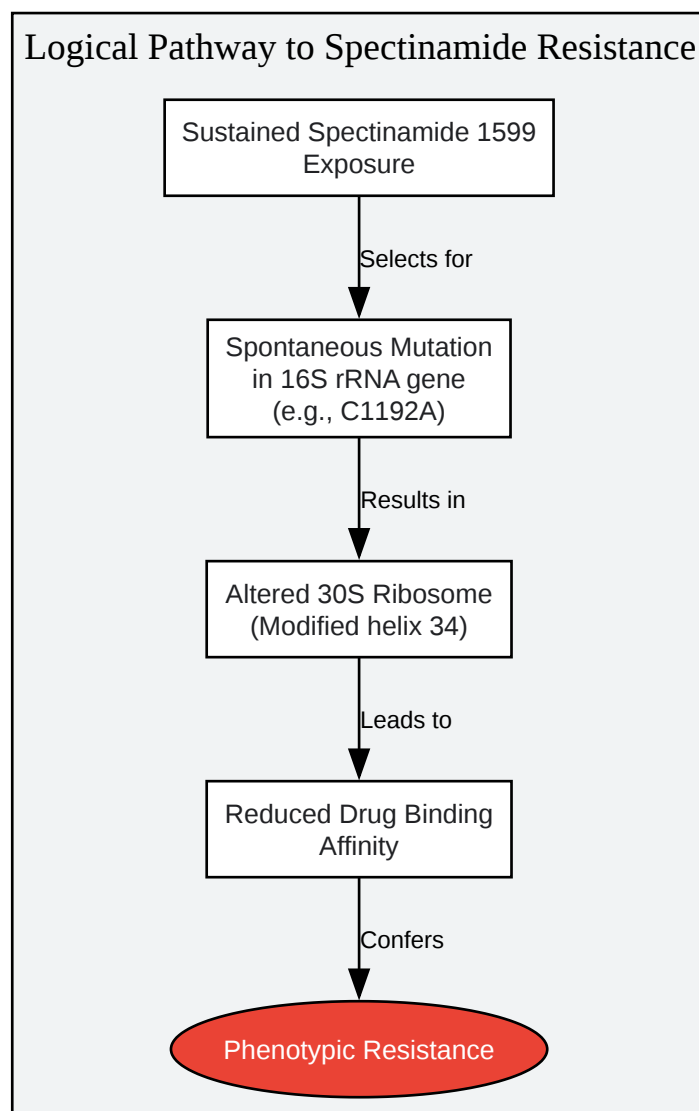 Logical Pathway to Spectinamide Resistance
Sustained Spectinamide 1599
Exposure
Selects for
Spontaneous Mutation
in 16S rRNA gene
(e.g., C1192A)
Results in
Altered 30S Ribosome
(Modified helix 34)
Leads to
Reduced Drug Binding
Affinity
Confers
Phenotypic Resistance